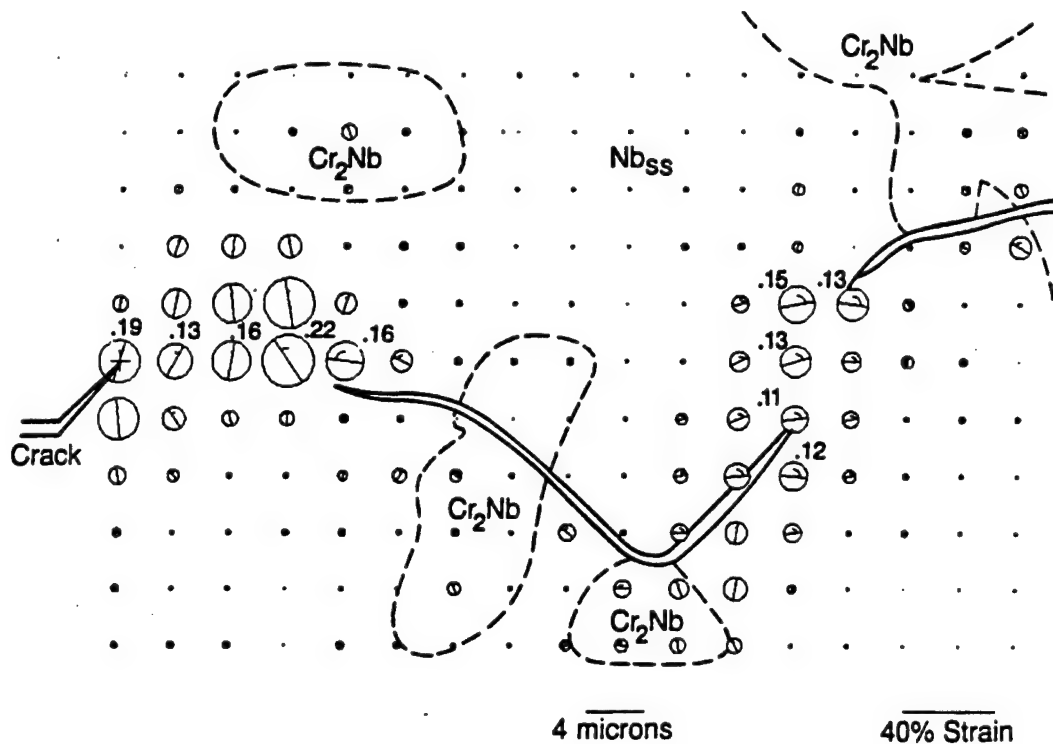 Cr2Nb
Cr2Nb
NbSS
.15 .13
.19 .13 .16 .22 .16
.13
.11
Crack
.12
Cr2Nb
Cr2Nb
4 microns
40% Strain